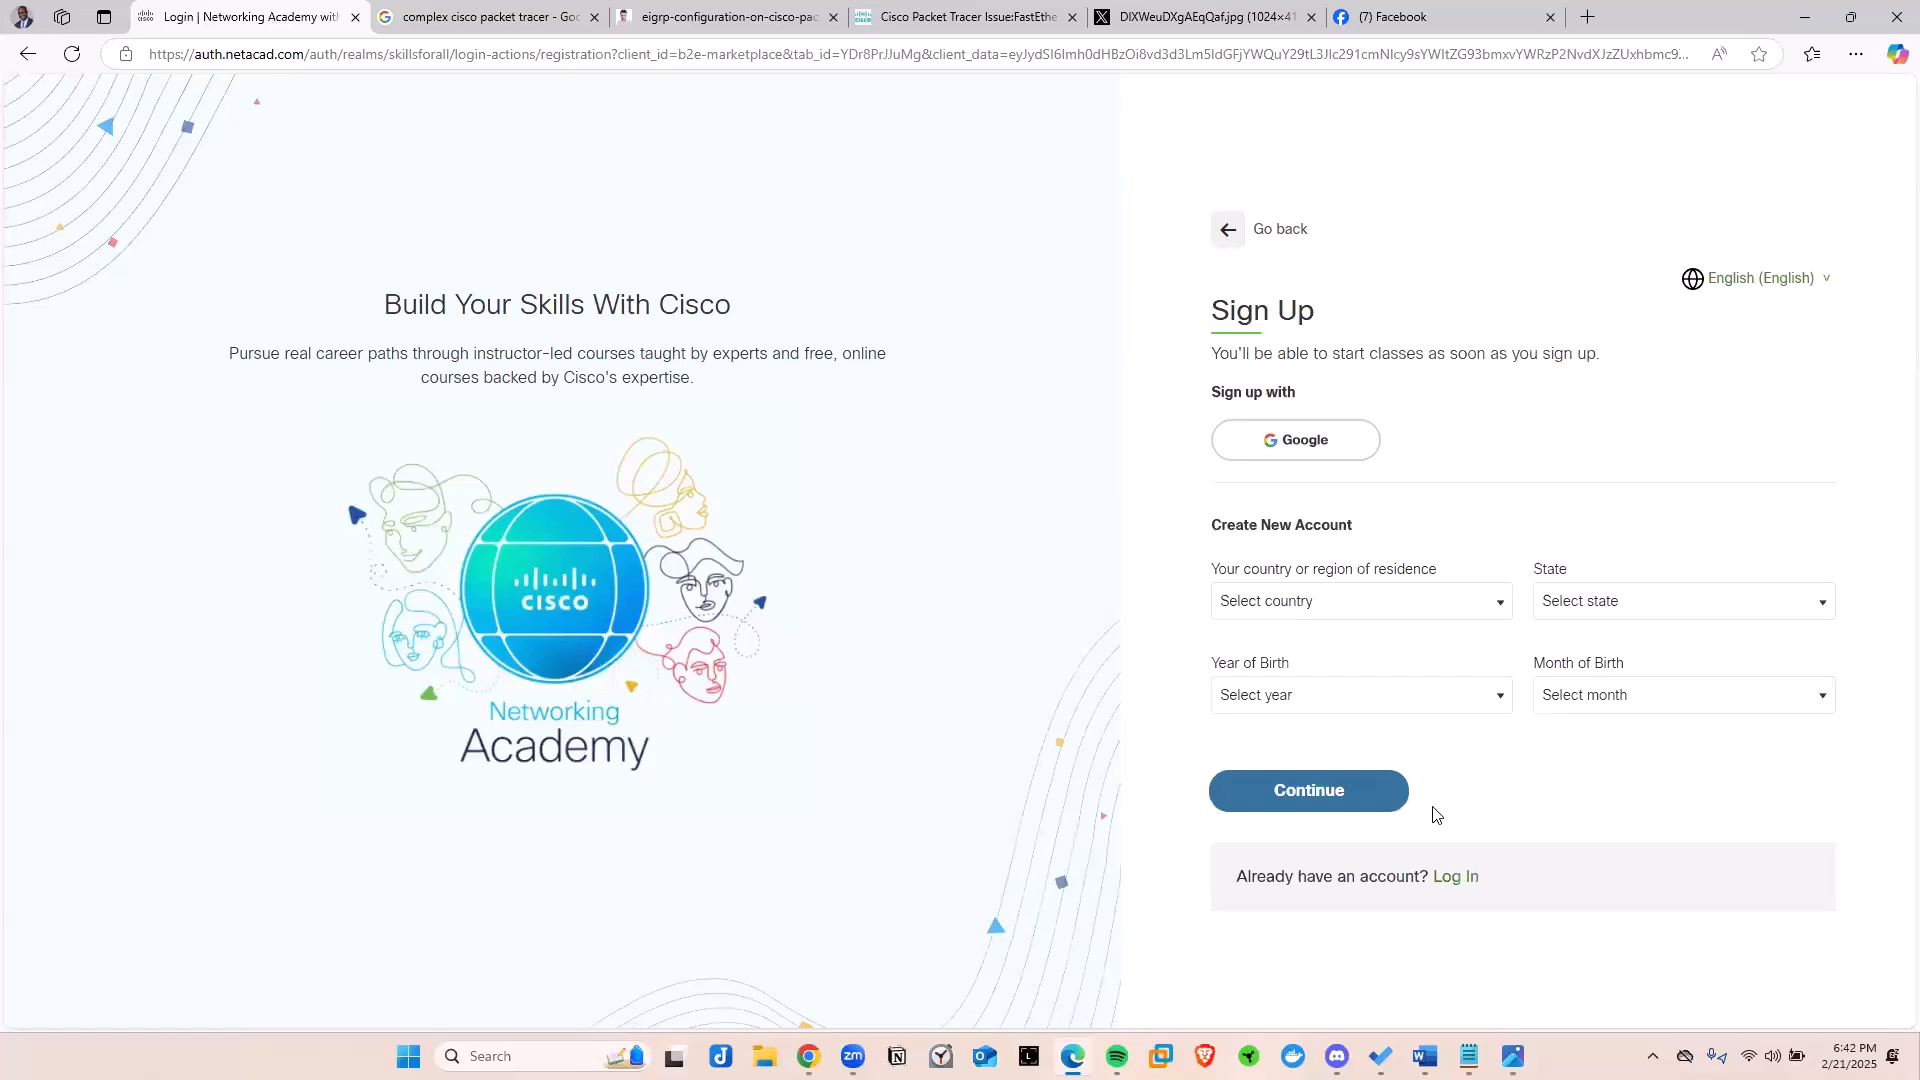 Login | Networking Academy with
complex cisco packet tracer - Goo
eigrp-configuration-on-cisco-pac
Cisco Packet Tracer Issue:FastEthe
DIXWeuDXgAEqQaf.jpg (1024×41
(7) Facebook
https://auth.netacad.com/auth/realms/skillsforall/login-actions/registration?client_id=b2e-marketplace&tab_id=YDr8PrJJuMg&client_data=
Go back
English (English)
Sign Up
You'll be able to start classes as soon as you sign up.
Sign up with
Google
Create New Account
Your country or region of residence
State
Select country
Select state
Year of Birth
Month of Birth
Select year
Select month
Continue
Already have an account? Log In
Build Your Skills With Cisco
Pursue real career paths through instructor-led courses taught by experts and free, online
courses backed by Cisco's expertise.
CISCO
Networking
Academy
Search
zm
6:42 PM
2/21/2025